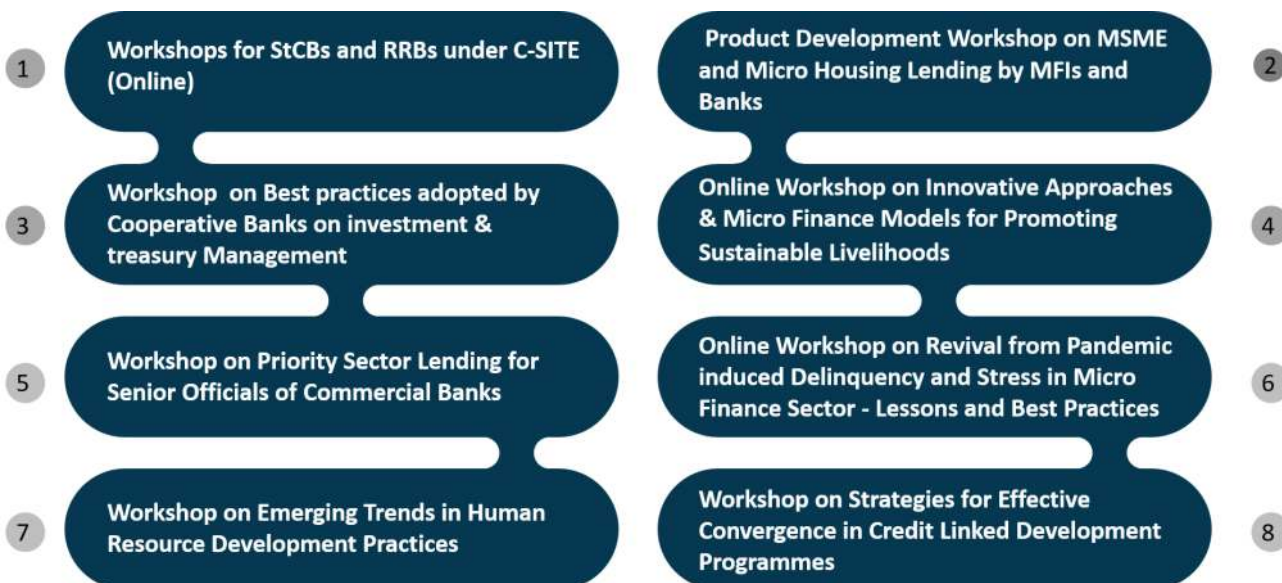 1
Workshops for StCBs and RRBs under C-SITE
(Online)
2
Product Development Workshop on MSME
and Micro Housing Lending by MFIs and
Banks
3
Workshop on Best practices adopted by
Cooperative Banks on investment &
treasury Management
4
Online Workshop on Innovative Approaches
& Micro Finance Models for Promoting
Sustainable Livelihoods
5
Workshop on Priority Sector Lending for
Senior Officials of Commercial Banks
6
Online Workshop on Revival from Pandemic
induced Delinquency and Stress in Micro
Finance Sector - Lessons and Best Practices
7
Workshop on Emerging Trends in Human
Resource Development Practices
8
Workshop on Strategies for Effective
Convergence in Credit Linked Development
Programmes